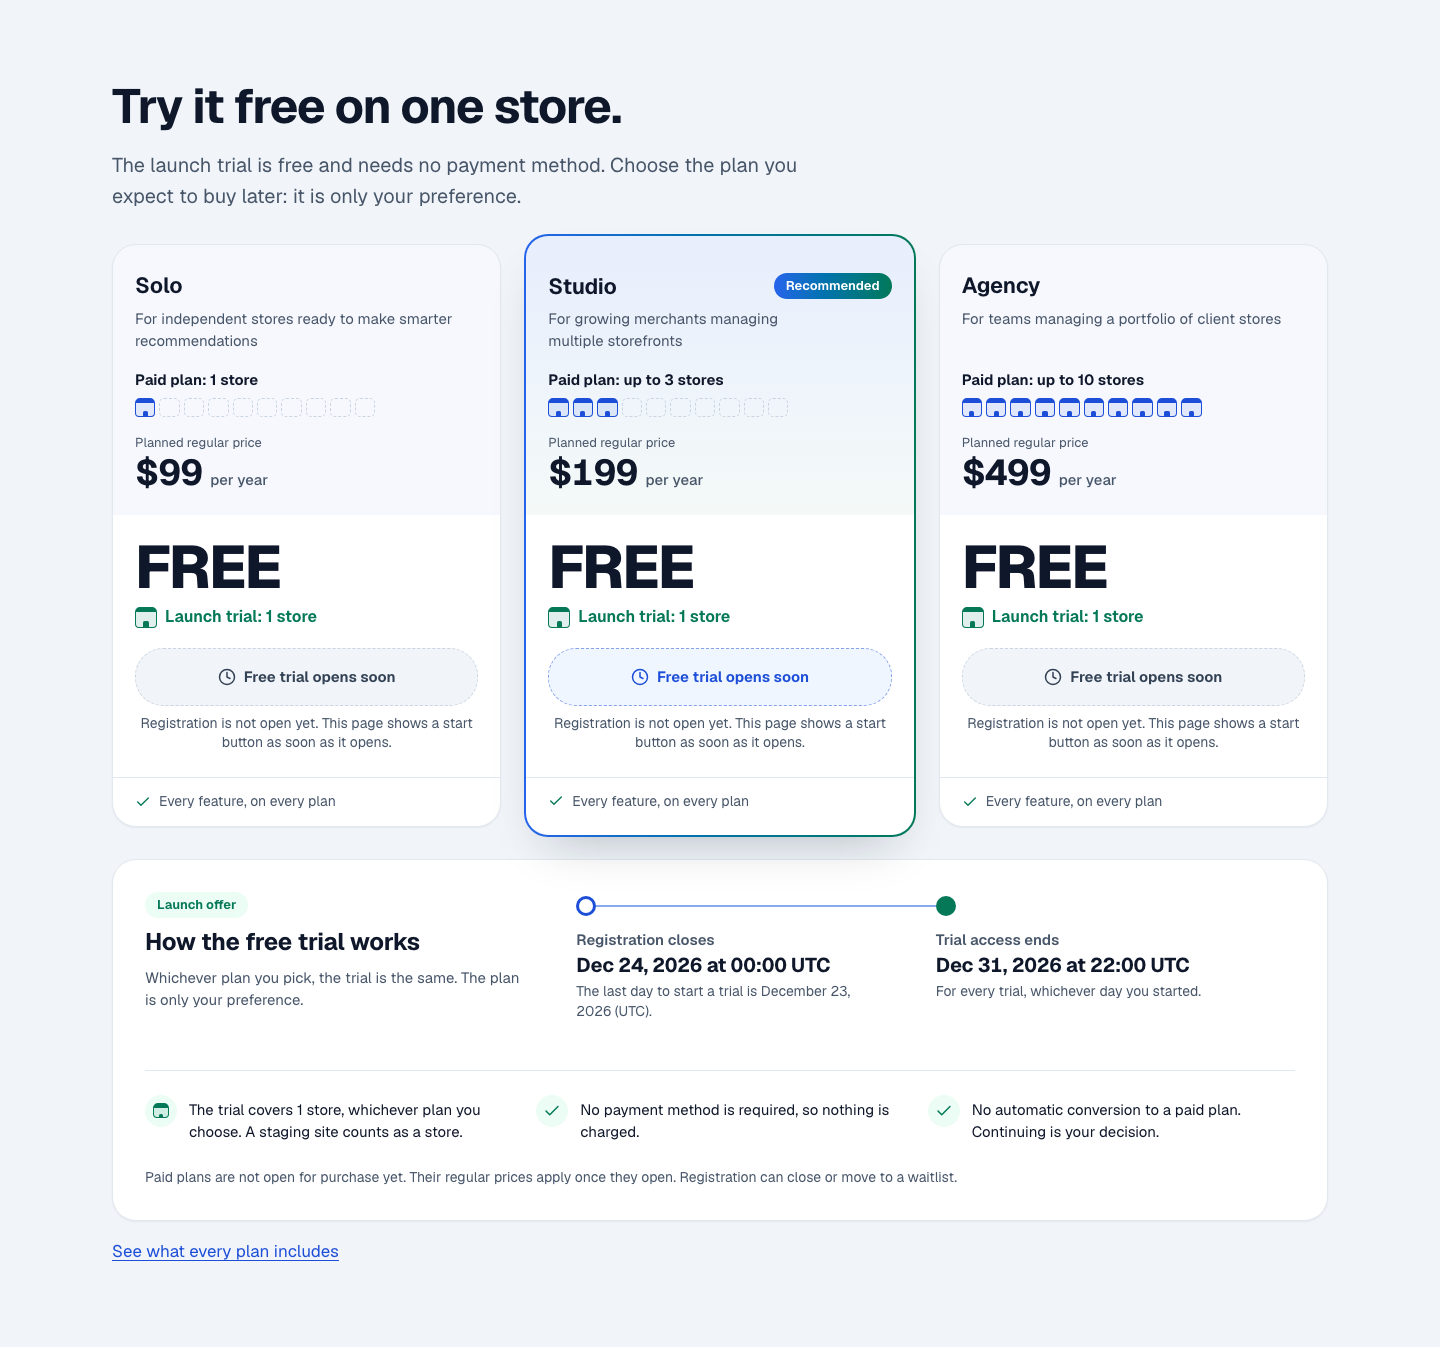 Try it free on one store.
The launch trial is free and needs no payment method. Choose the plan you
expect to buy later: it is only your preference.
Solo
For independent stores ready to make smarter
recommendations
Paid plan: 1 store
Planned regular price
$99 per year
FREE
Launch trial: 1 store
Free trial opens soon
Registration is not open yet. This page shows a start
button as soon as it opens.
Every feature, on every plan
Studio
Recommended
For growing merchants managing
multiple storefronts
Paid plan: up to 3 stores
Planned regular price
$199 per year
FREE
Launch trial: 1 store
Free trial opens soon
Registration is not open yet. This page shows a start
button as soon as it opens.
Every feature, on every plan
Agency
For teams managing a portfolio of client stores
Paid plan: up to 10 stores
Planned regular price
$499 per year
FREE
Launch trial: 1 store
Free trial opens soon
Registration is not open yet. This page shows a start
button as soon as it opens.
Every feature, on every plan
Launch offer
How the free trial works
Whichever plan you pick, the trial is the same. The plan
is only your preference.
Registration closes
Dec 24, 2026 at 00:00 UTC
The last day to start a trial is December 23,
2026 (UTC).
Trial access ends
Dec 31, 2026 at 22:00 UTC
For every trial, whichever day you started.
The trial covers 1 store, whichever plan you
choose. A staging site counts as a store.
No payment method is required, so nothing is
charged.
No automatic conversion to a paid plan.
Continuing is your decision.
Paid plans are not open for purchase yet. Their regular prices apply once they open. Registration can close or move to a waitlist.
See what every plan includes